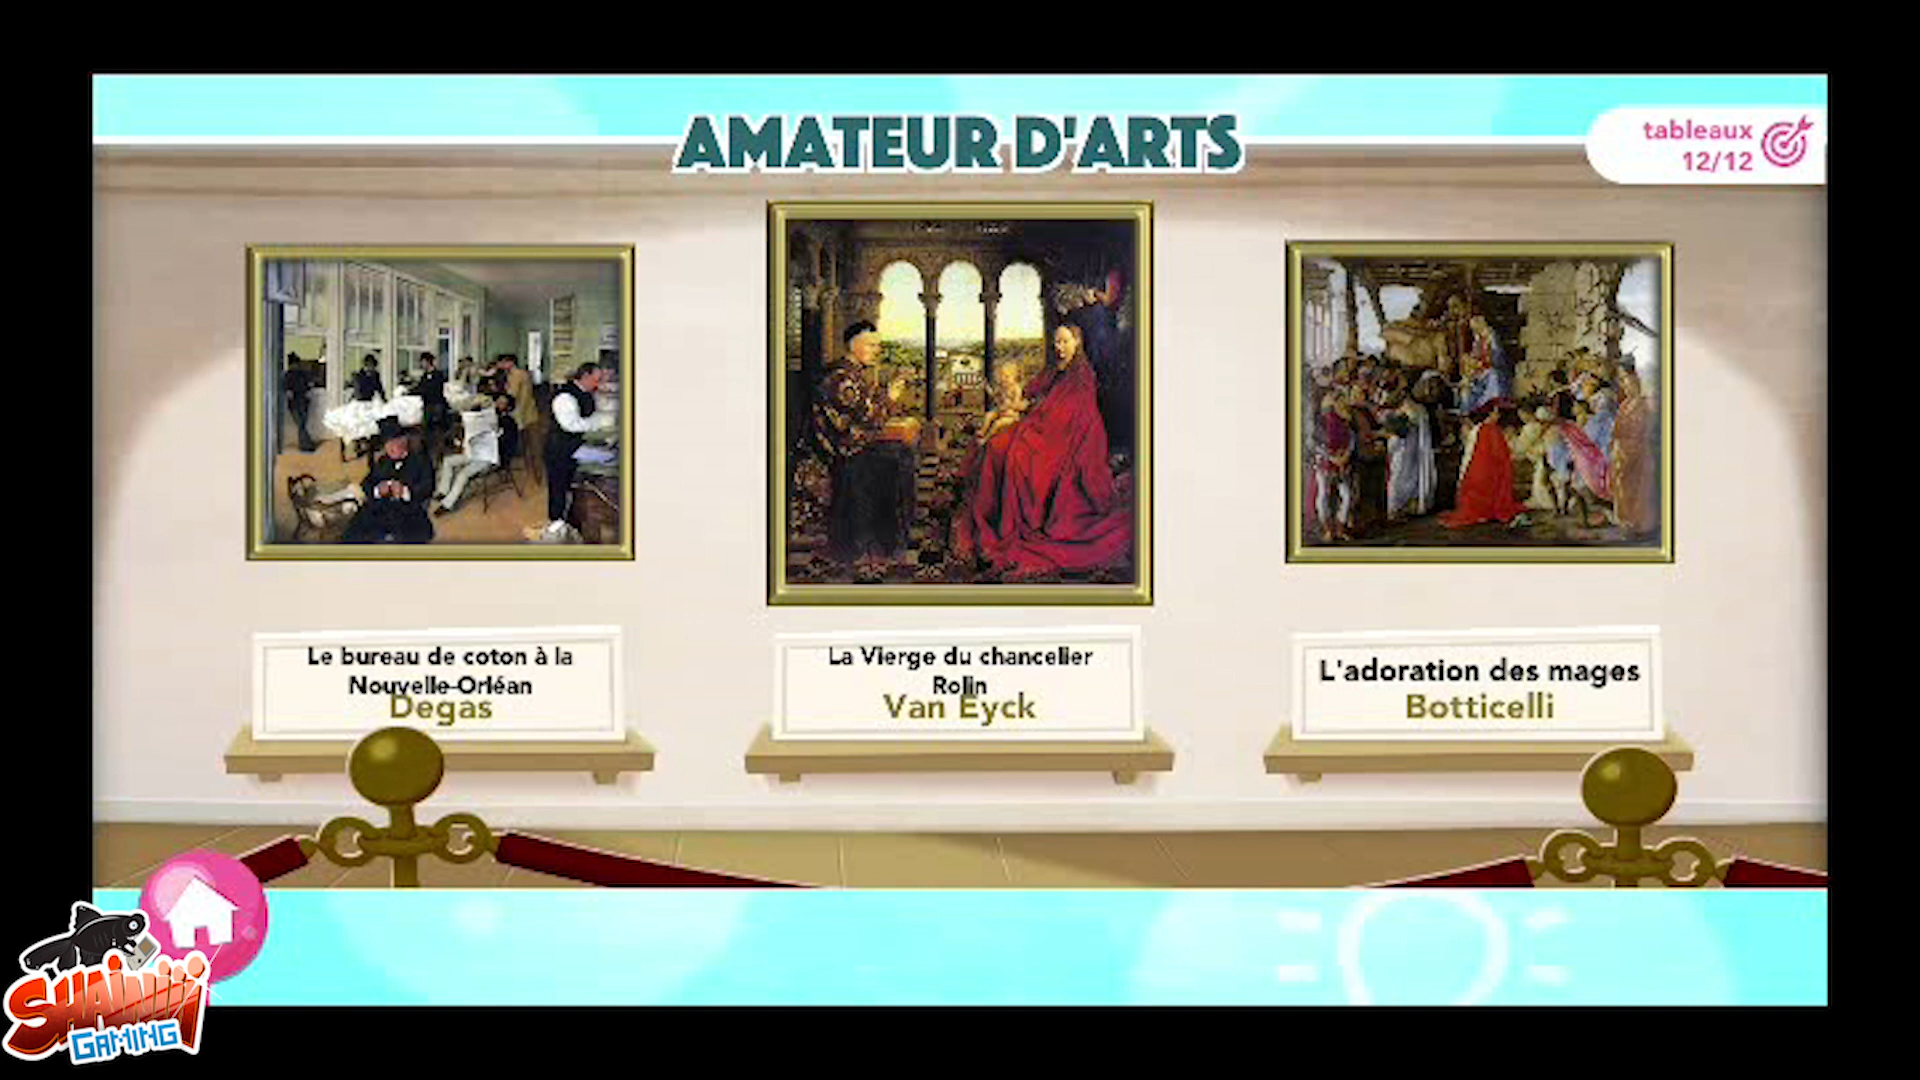 AMATEUR D'ARTS
tableaux
12/12
Le bureau de coton à la
Nouvelle-Orléan
Degas
La Vierge du chancelier
Rolin
Van Eyck
L'adoration des mages
Botticelli
SHAINIII
GAMING